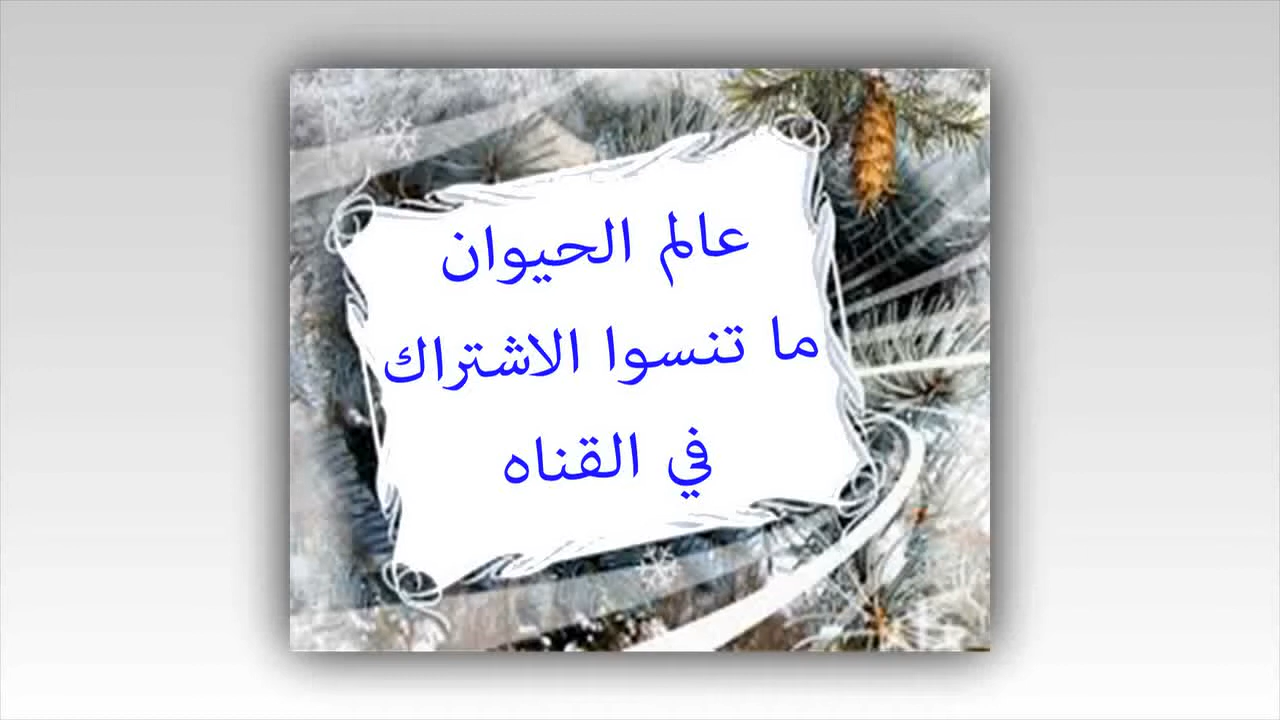 عالم الحيوان
ما تنسوا الاشتراك
في القناه